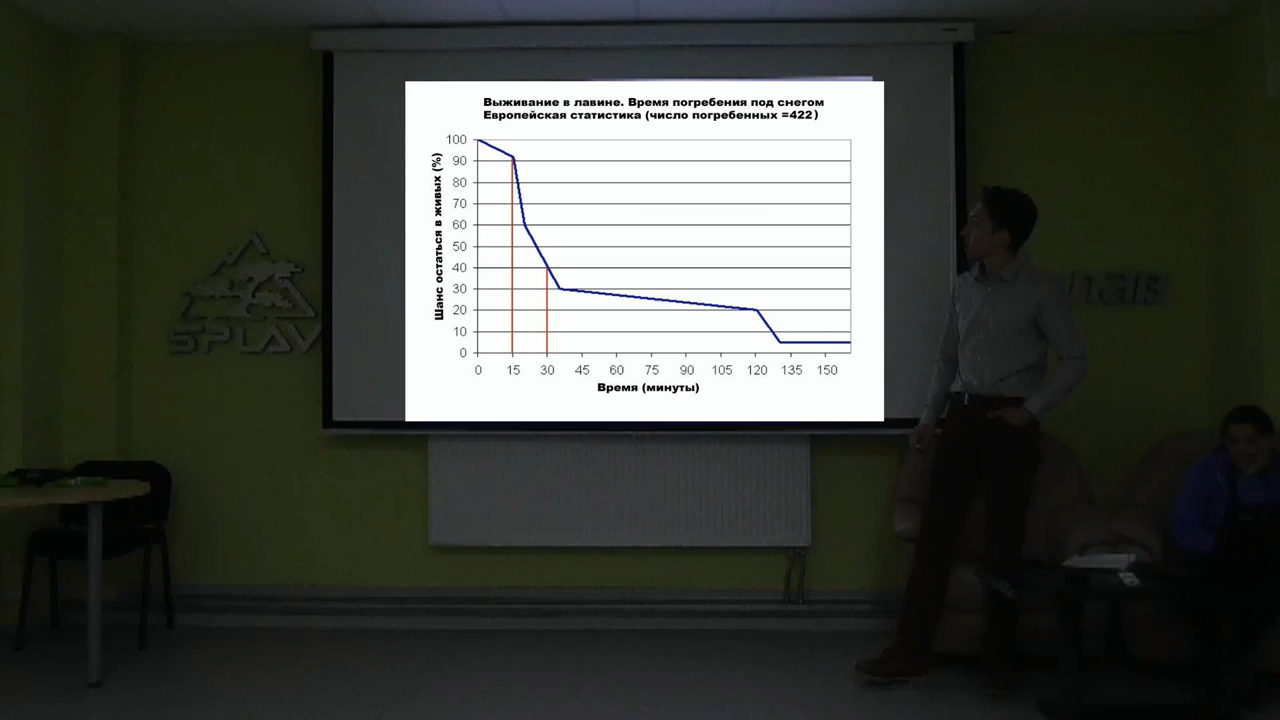 Выживание в лавине. Время погребения под снегом
Европейская статистика (число погребенных =422)
Шанс остаться в живых (%)
100
90
80
70
60
50
40
30
20
10
0
0 15 30 45 60 75 90 105 120 135 150
Время (минуты)
SPLAV